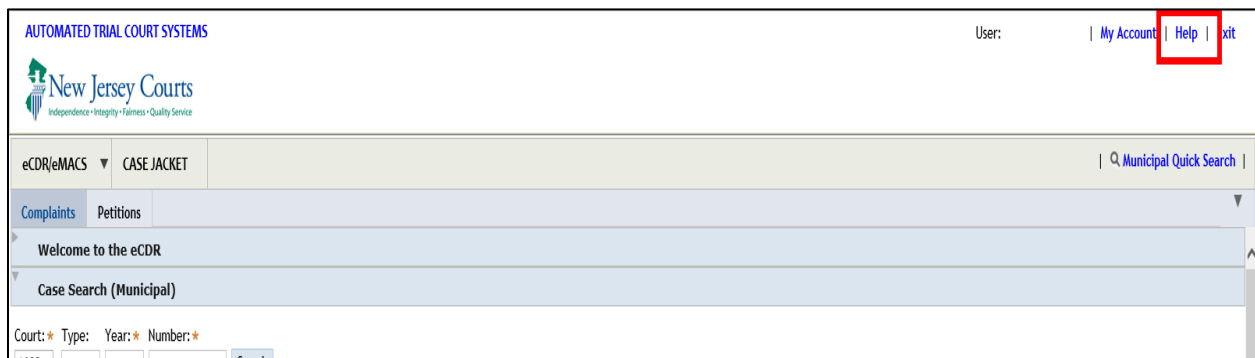 AUTOMATED TRIAL COURT SYSTEMS
User: | My Account | Help | Exit
New Jersey Courts
Independence • Integrity • Fairness • Quality Service
eCDR/eMACS ▼ CASE JACKET
| Municipal Quick Search |
Complaints Petitions
Welcome to the eCDR
Case Search (Municipal)
Court:* Type: Year:* Number:*